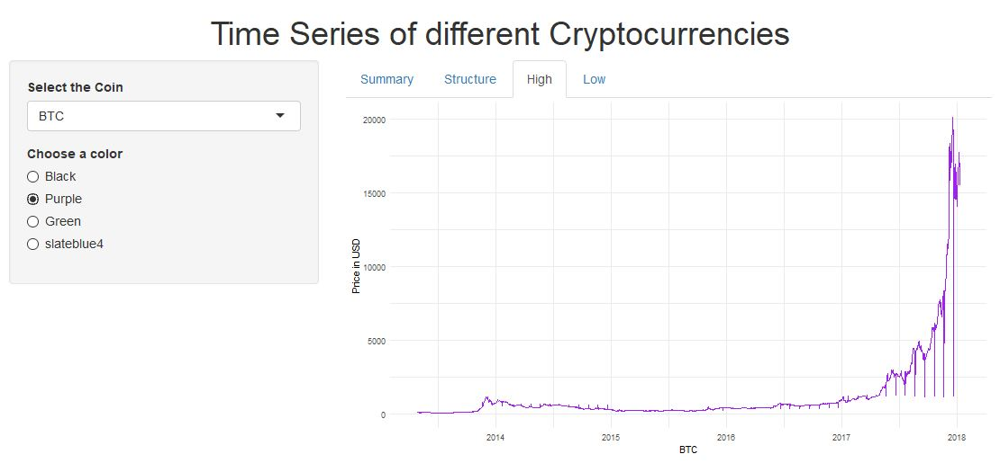 Time Series of different Cryptocurrencies
Select the Coin
BTC
Choose a color
Black
Purple
Green
slateblue4
Summary Structure High Low
Price in USD
20000
15000
10000
5000
0
2014 2015 2016 2017 2018
BTC